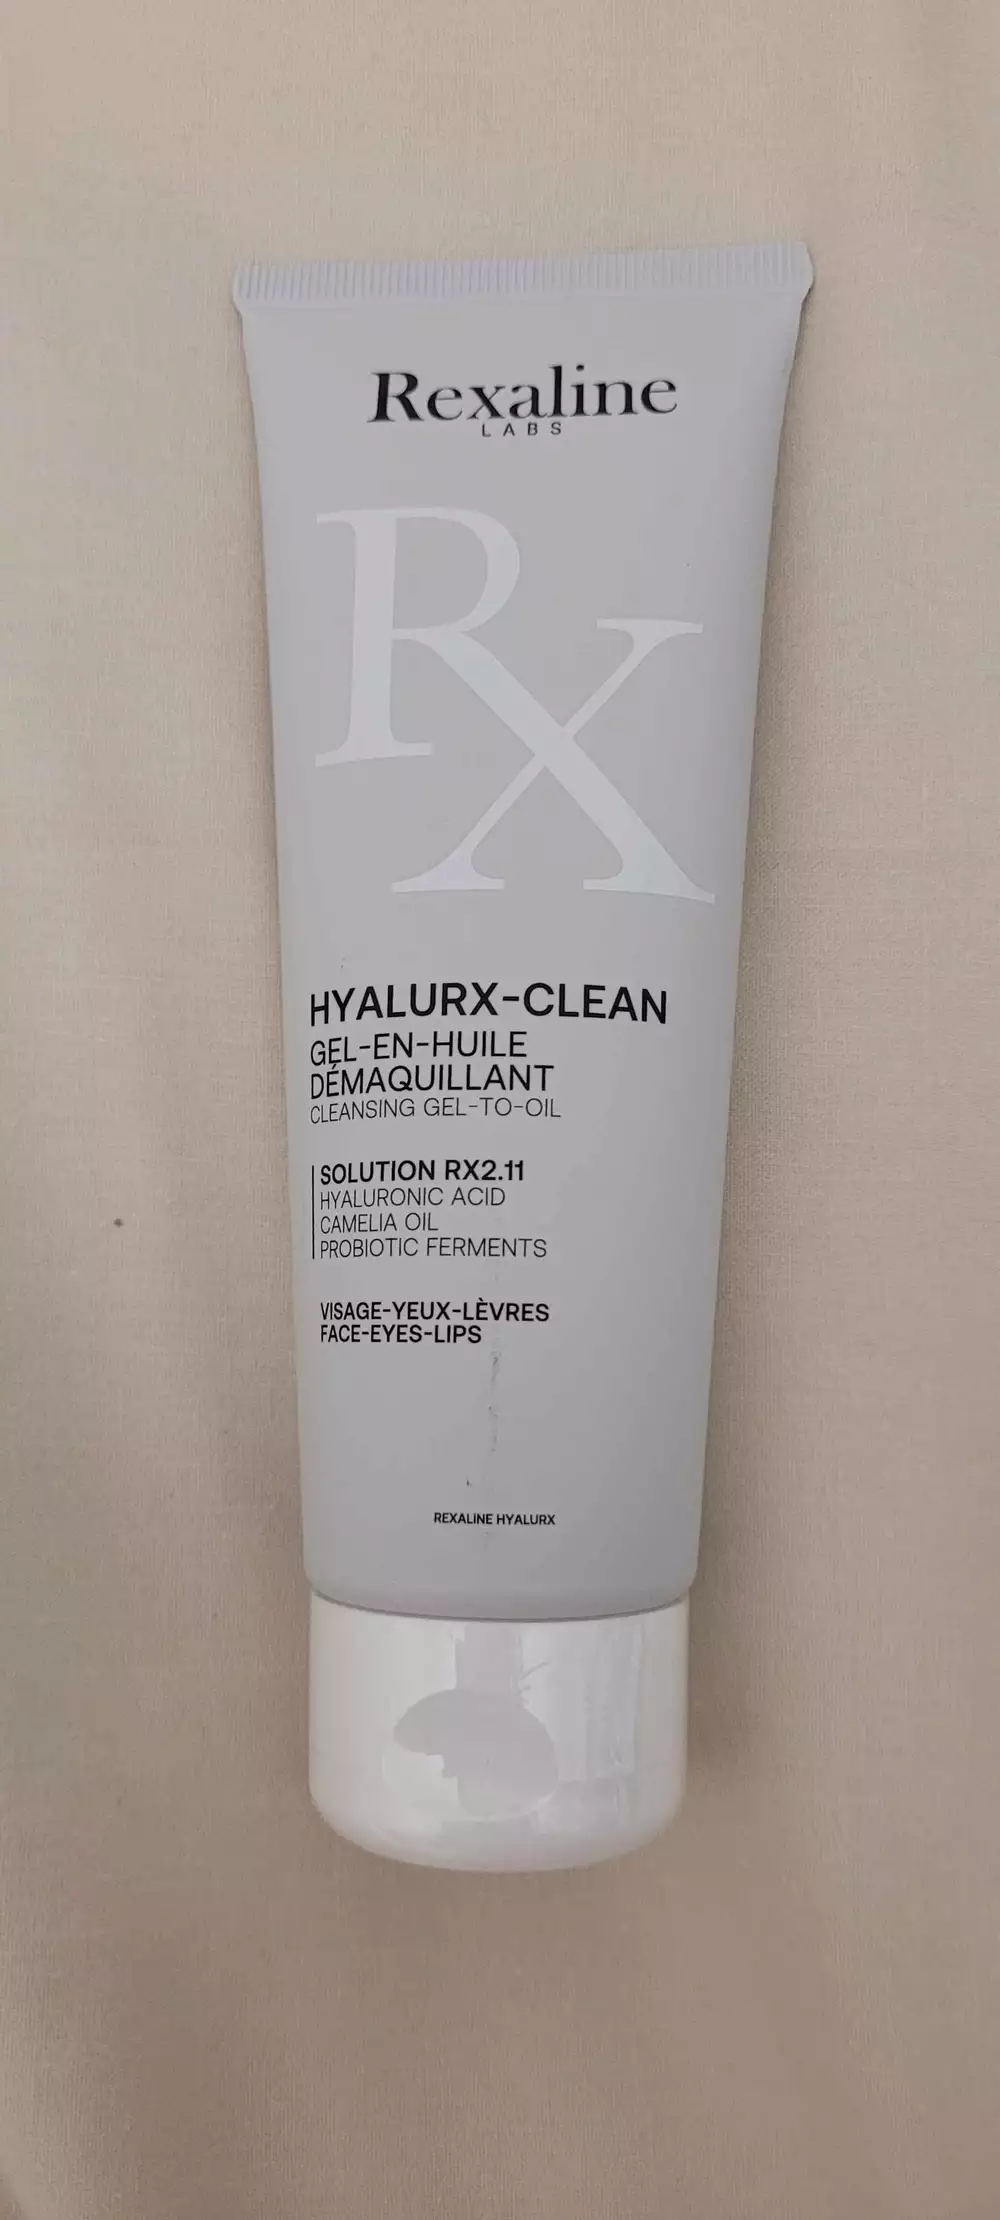 Rexaline
LABS
RX
HYALURX-CLEAN
GEL-EN-HUILE
DÉMAQUILLANT
CLEANSING GEL-TO-OIL
SOLUTION RX2.11
HYALURONIC ACID
CAMELIA OIL
PROBIOTIC FERMENTS
VISAGE-YEUX-LÈVRES
FACE-EYES-LIPS
REXALINE HYALURX